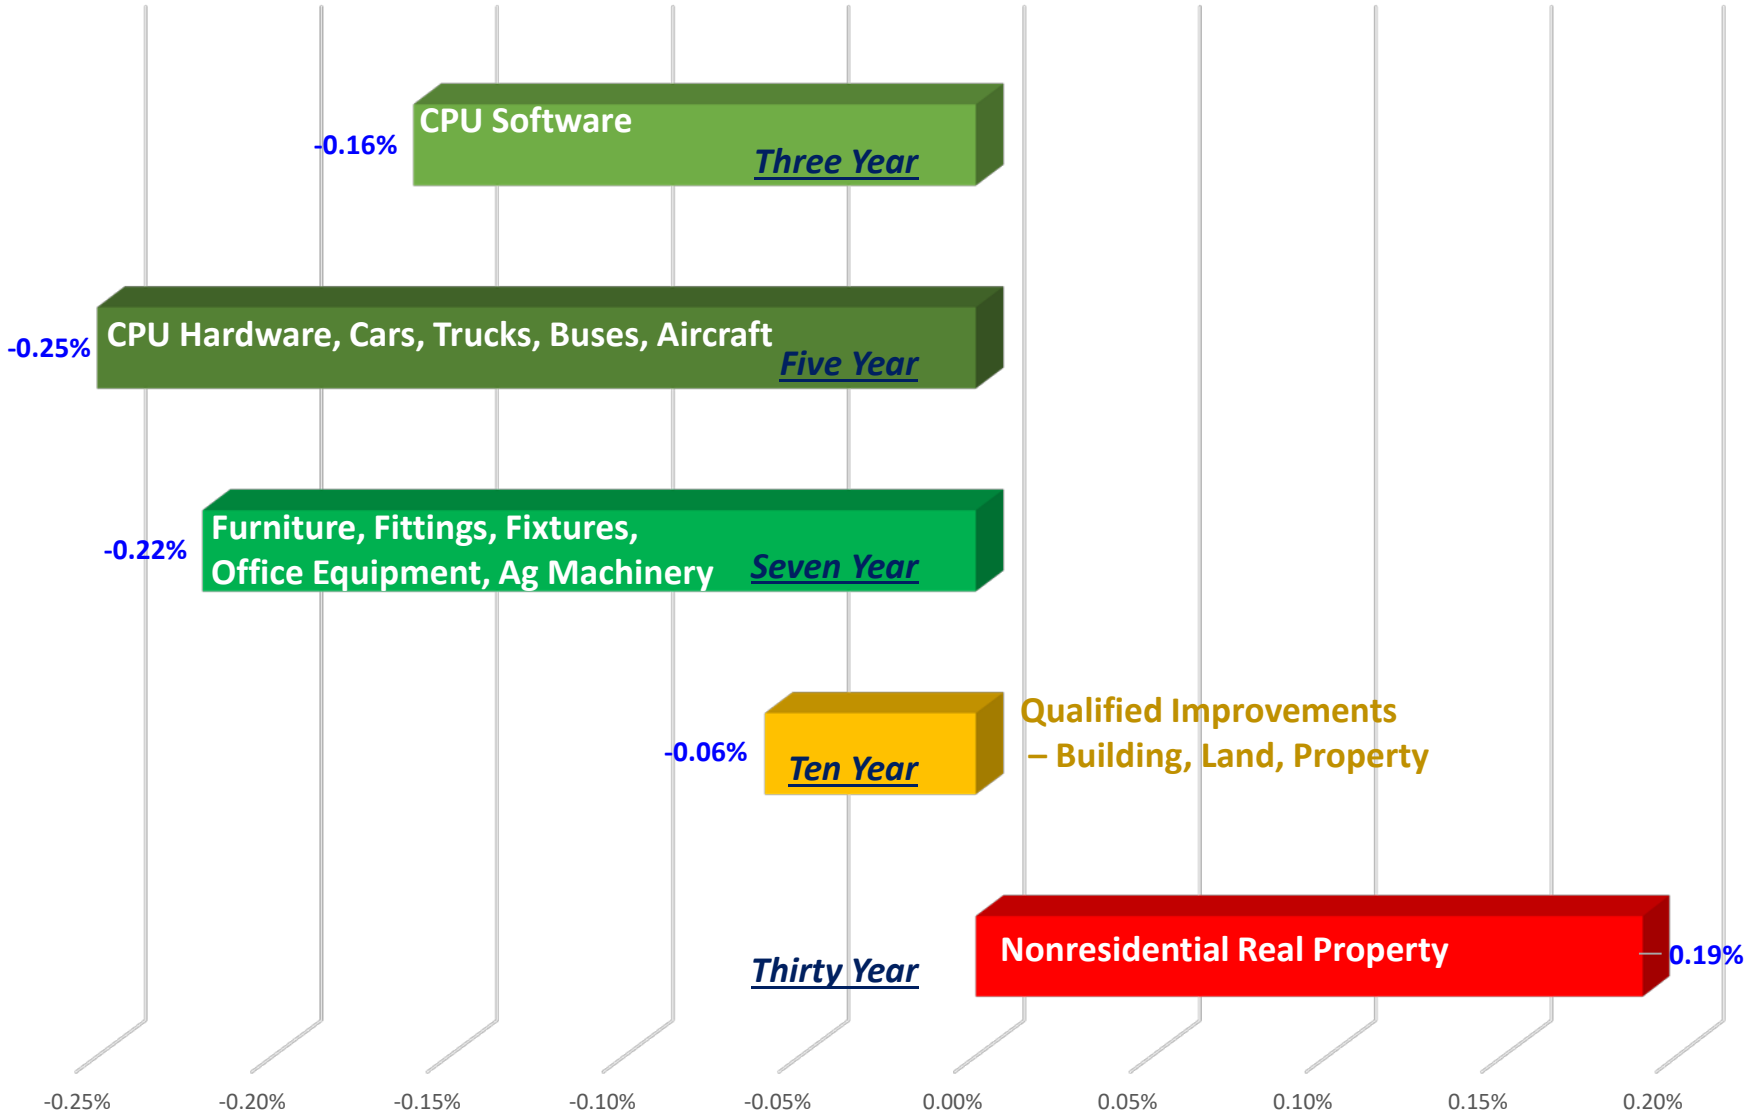 CPU Software
-0.16%
Three Year
CPU Hardware, Cars, Trucks, Buses, Aircraft
-0.25%
Five Year
Furniture, Fittings, Fixtures,
-0.22%
Office Equipment, Ag Machinery
Seven Year
Qualified Improvements
– Building, Land, Property
-0.06%
Ten Year
Nonresidential Real Property
0.19%
Thirty Year
-0.25% -0.20% -0.15% -0.10% -0.05% 0.00% 0.05% 0.10% 0.15% 0.20%